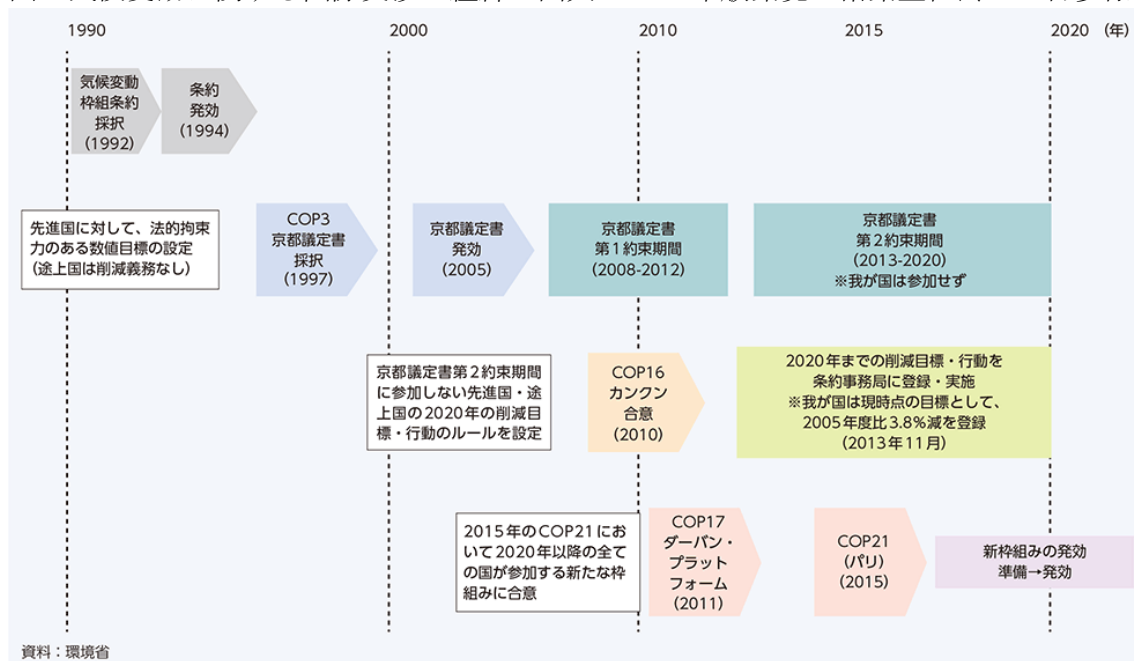 1990
2000
2010
2015
2020 (年)
気候変動
枠組条約
採択
(1992)
条約
発効
(1994)
先進国に対して、法的拘束
力のある数値目標の設定
(途上国は削減義務なし)
COP3
京都議定書
採択
(1997)
京都議定書
発効
(2005)
京都議定書
第1約束期間
(2008-2012)
京都議定書
第2約束期間
(2013-2020)
※我が国は参加せず
京都議定書第2約束期間
に参加しない先進国・途
上国の2020年の削減目
標・行動のルールを設定
COP16
カンクン
合意
(2010)
2020年までの削減目標・行動を
条約事務局に登録・実施
※我が国は現時点の目標として、
2005年度比3.8%減を登録
(2013年11月)
2015年のCOP21にお
いて2020年以降の全て
の国が参加する新たな枠
組みに合意
COP17
ダーバン・
プラット
フォーム
(2011)
COP21
(パリ)
(2015)
新枠組みの発効
準備→発効
資料:環境省